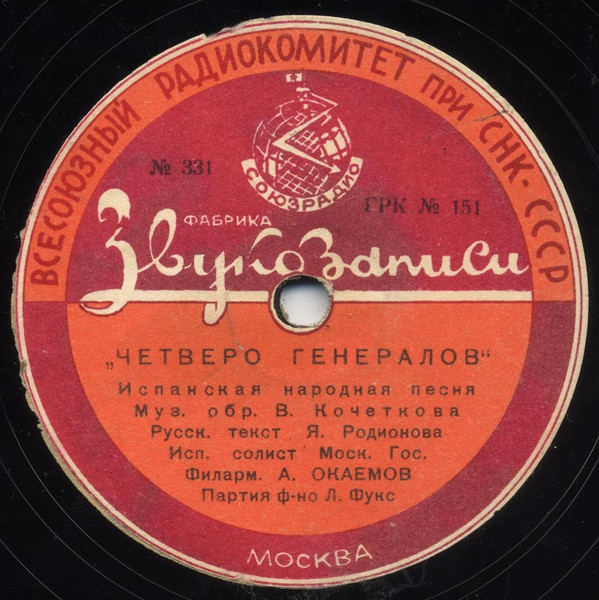 ВСЕСОЮЗНЫЙ РАДИОКОМИТЕТ ПРИ СНК-СССР
СОЮЗРАДИО
№ 331
ГРК № 151
ФАБРИКА
Звукозаписи
„ЧЕТВЕРО ГЕНЕРАЛОВ"
Испанская народная песня
Муз. обр. В. Кочеткова
Русск. текст Я. Родионова
Исп. солист Моск. Гос.
Филарм. А. ОКАЕМОВ
Партия ф-но Л. Фукс
МОСКВА